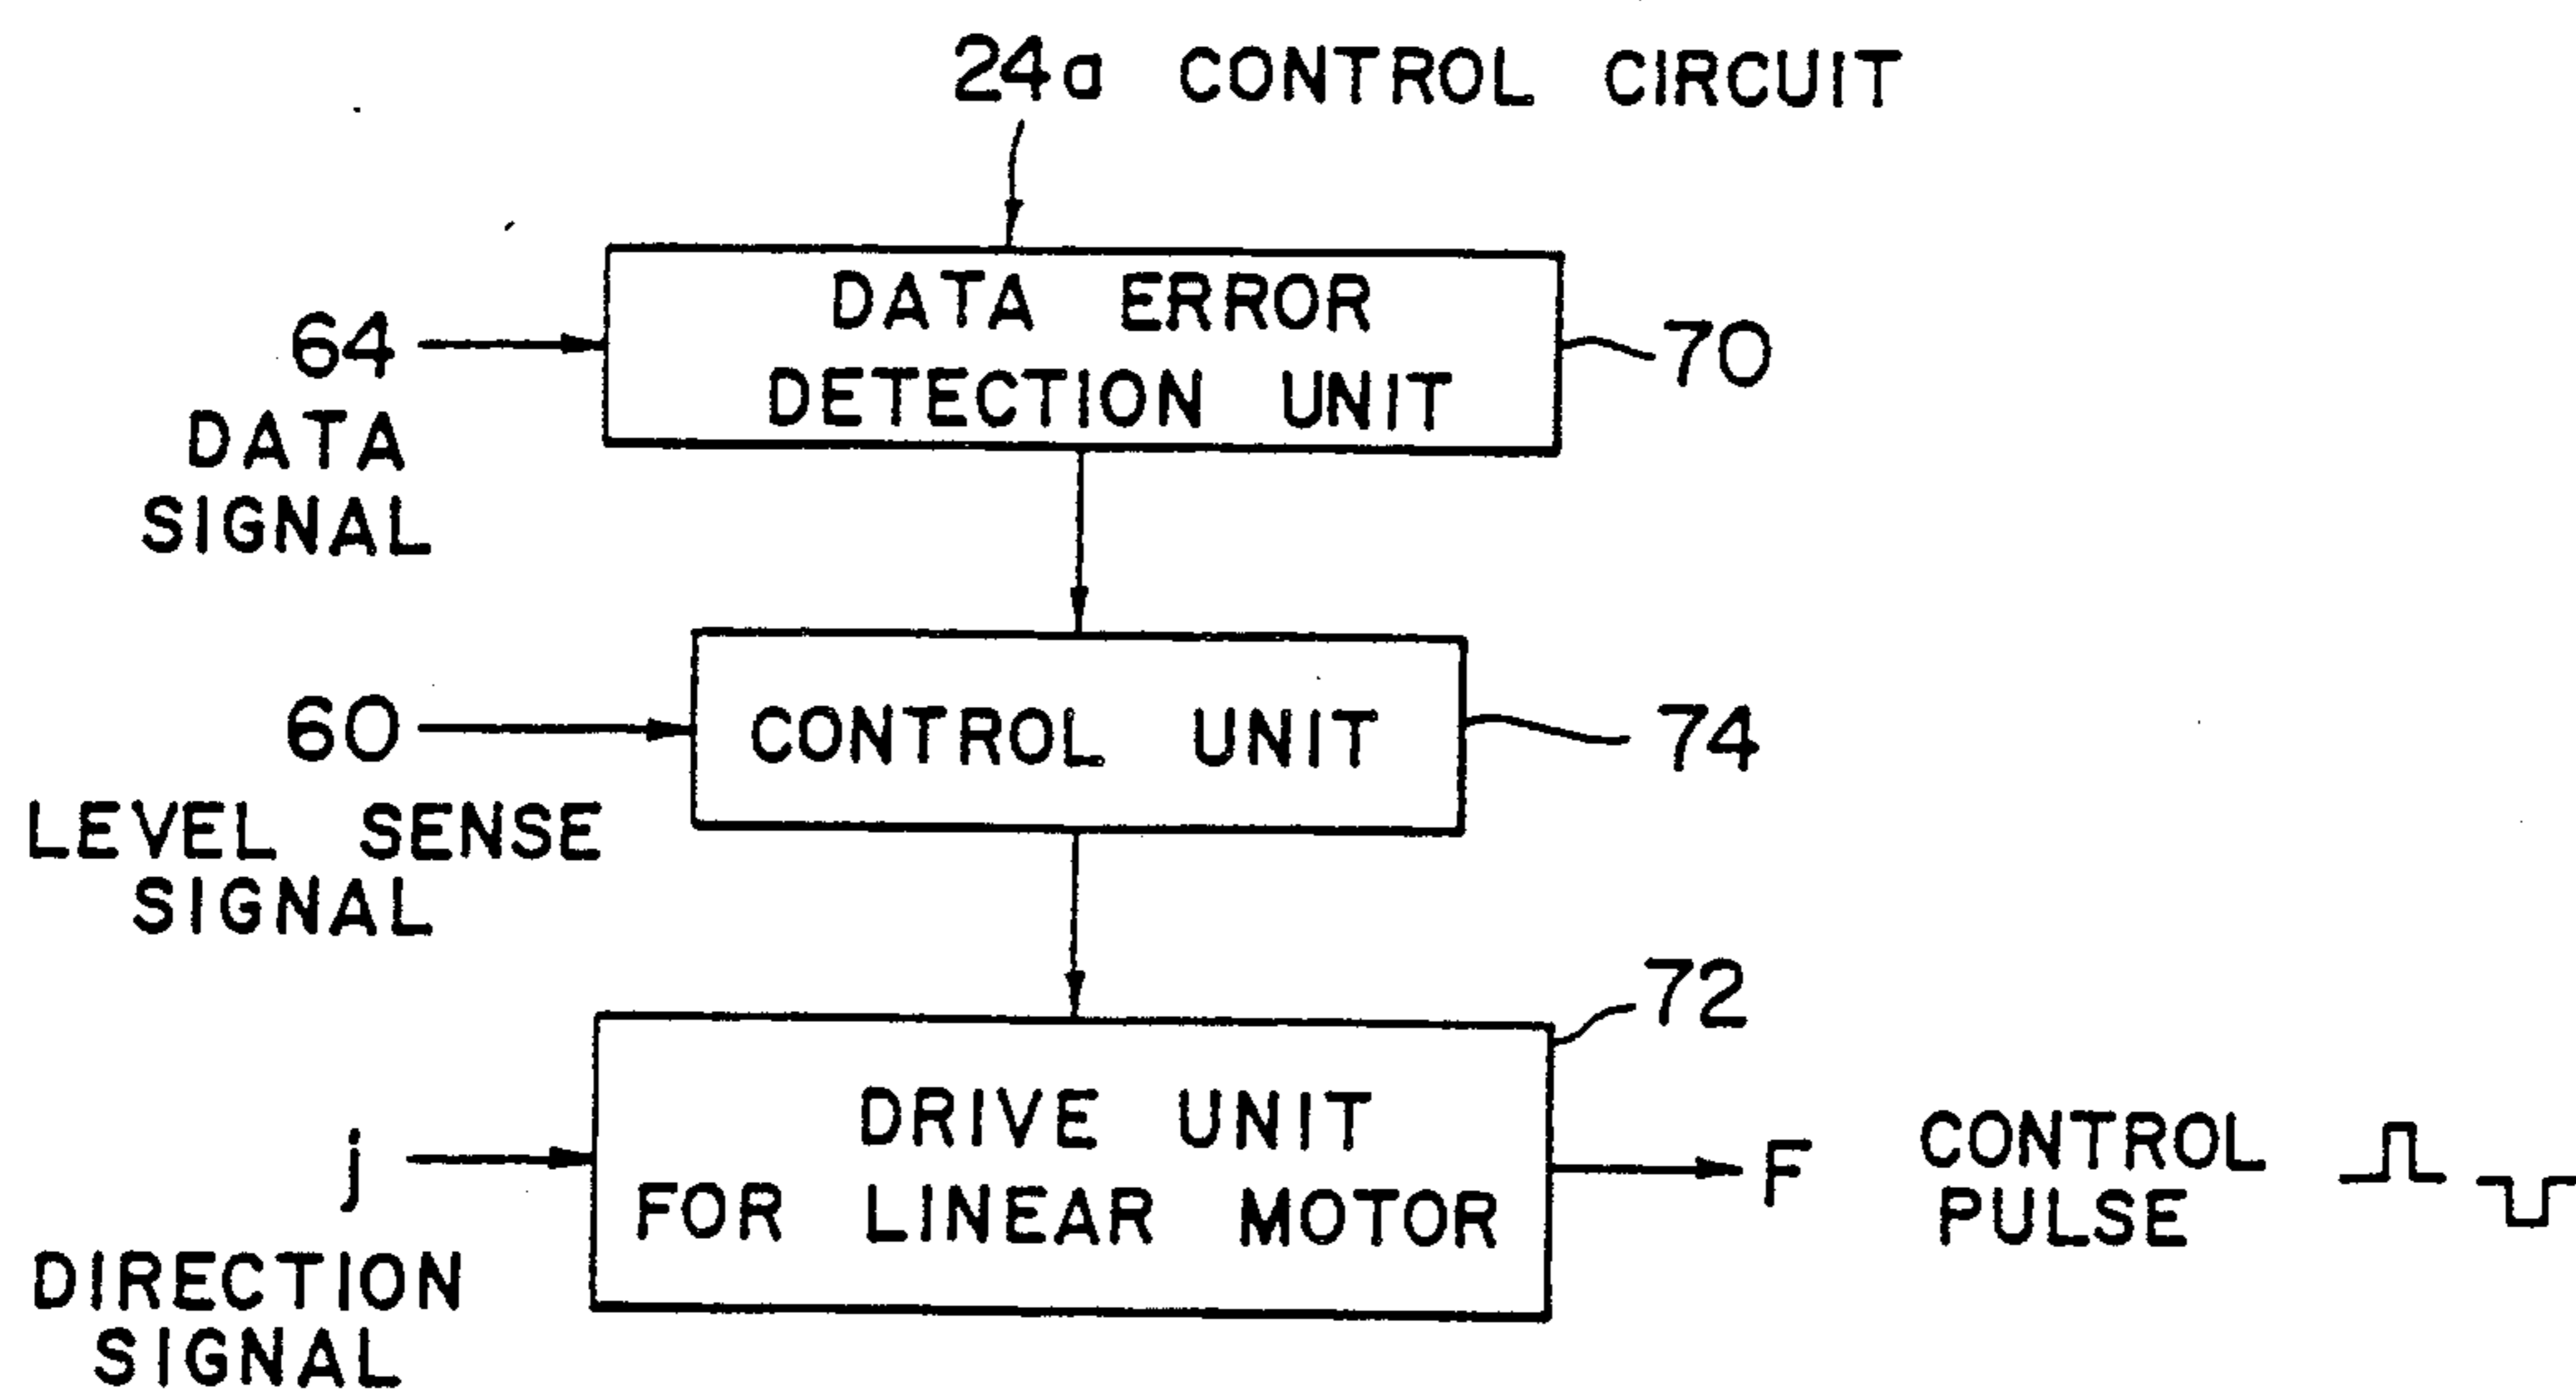 24a CONTROL CIRCUIT
DATA ERROR
DETECTION UNIT
70
64
DATA
SIGNAL
60
LEVEL SENSE
SIGNAL
CONTROL UNIT
74
72
j
DIRECTION
SIGNAL
DRIVE UNIT
FOR LINEAR MOTOR
F
CONTROL
PULSE